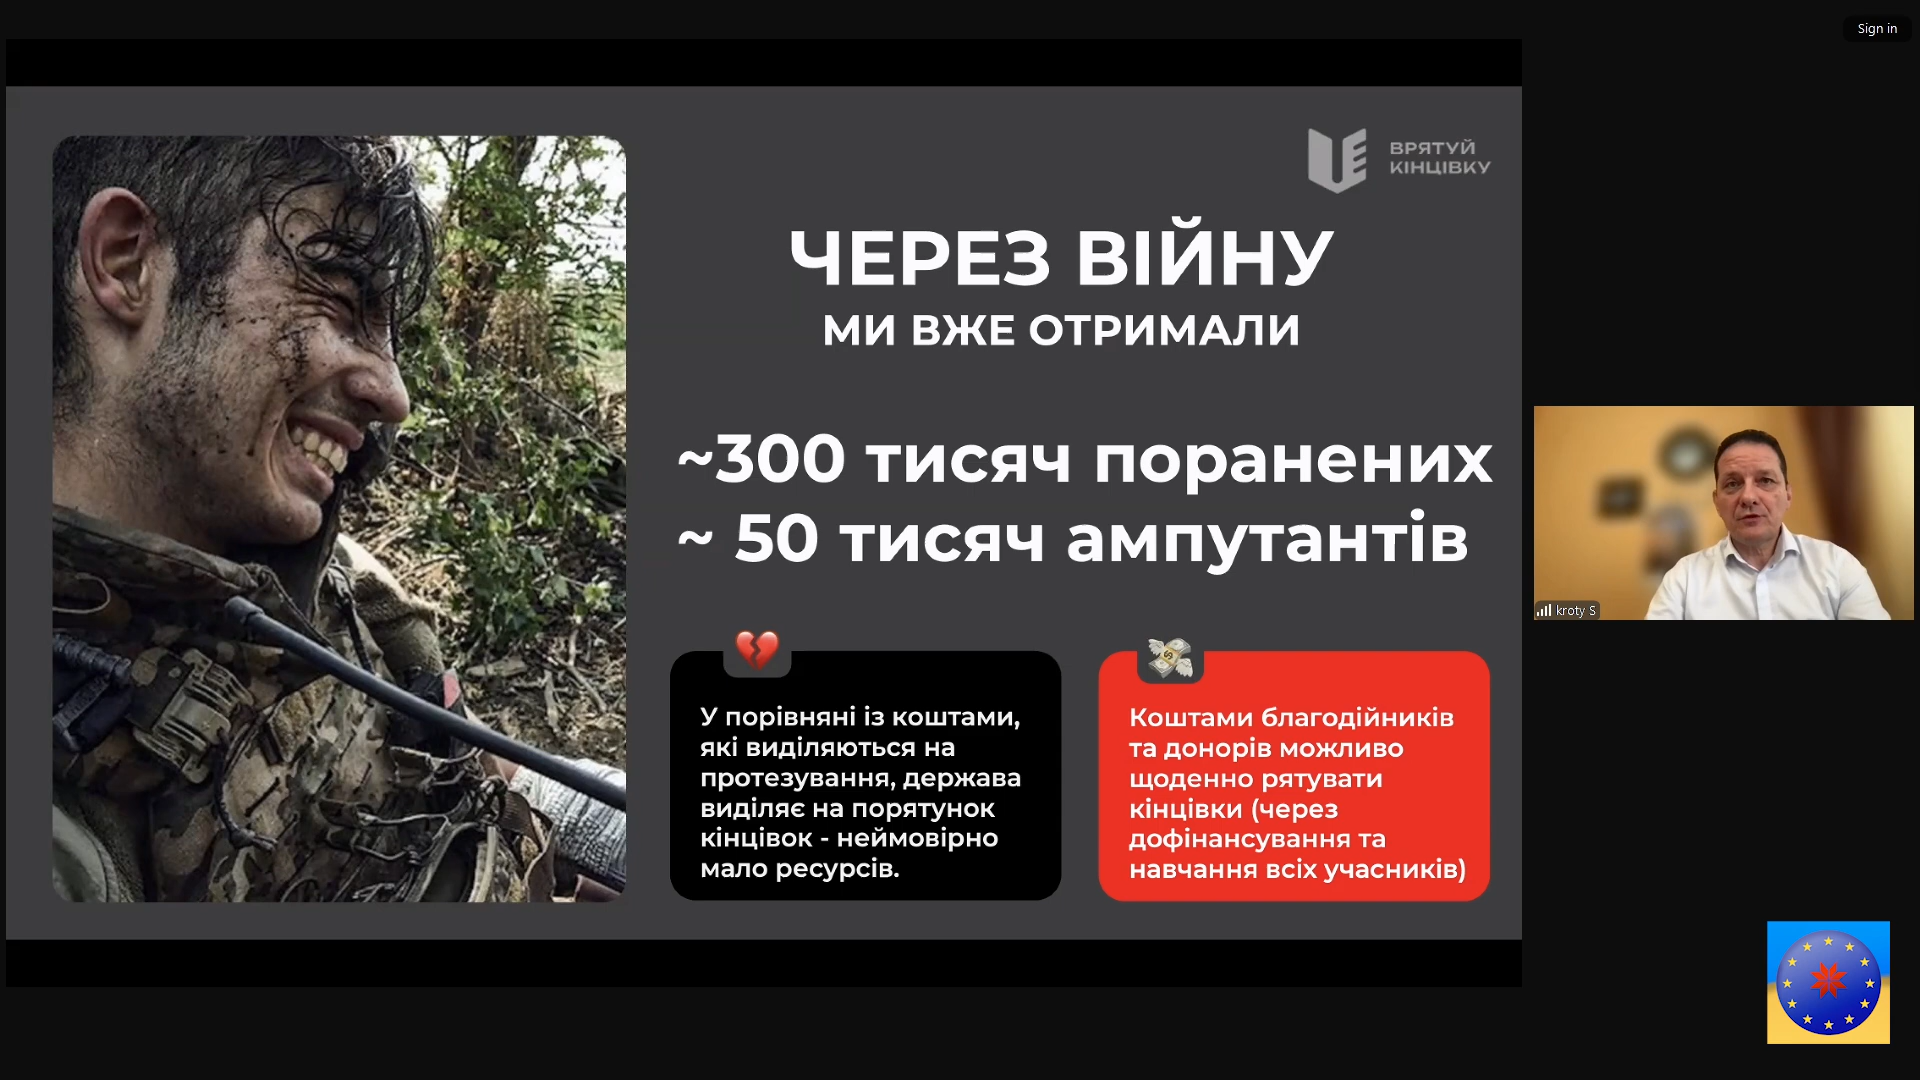 Sign in
ВРЯТУЙ
КІНЦІВКУ
ЧЕРЕЗ ВІЙНУ
МИ ВЖЕ ОТРИМАЛИ
~300 тисяч поранених
~ 50 тисяч ампутантів
У порівняні із коштами,
які виділяються на
протезування, держава
виділяє на порятунок
кінцівок - неймовірно
мало ресурсів.
Коштами благодійників
та донорів можливо
щоденно рятувати
кінцівки (через
дофінансування та
навчання всіх учасників)
kroty S